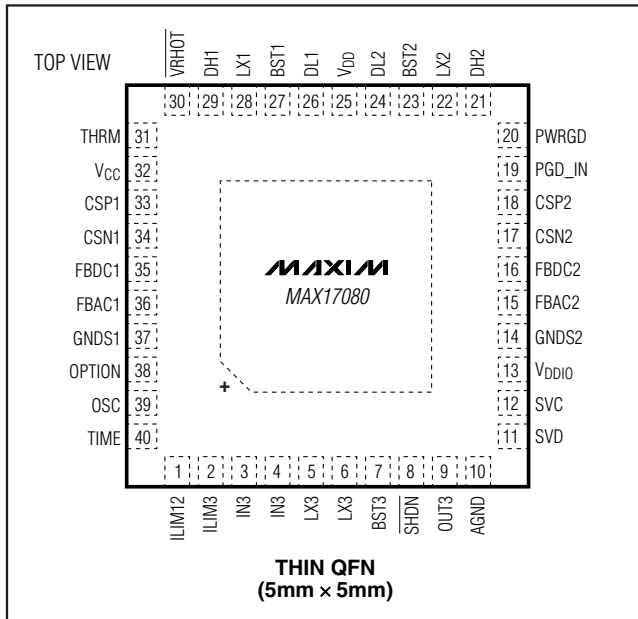 TOP VIEW
VRHOT
DH1
LX1
BST1
DL1
VDD
DL2
BST2
LX2
DH2
30 29 28 27 26 25 24 23 22 21
THRM 31
VCC 32
CSP1 33
CSN1 34
FBDC1 35
FBAC1 36
GNDS1 37
OPTION 38
OSC 39
TIME 40
MAXIM
MAX17080
+
20 PWRGD
19 PGD_IN
18 CSP2
17 CSN2
16 FBDC2
15 FBAC2
14 GNDS2
13 VDDIO
12 SVC
11 SVD
1 2 3 4 5 6 7 8 9 10
ILIM12
ILIM3
IN3
IN3
LX3
LX3
BST3
SHDN
OUT3
AGND
THIN QFN
(5mm × 5mm)